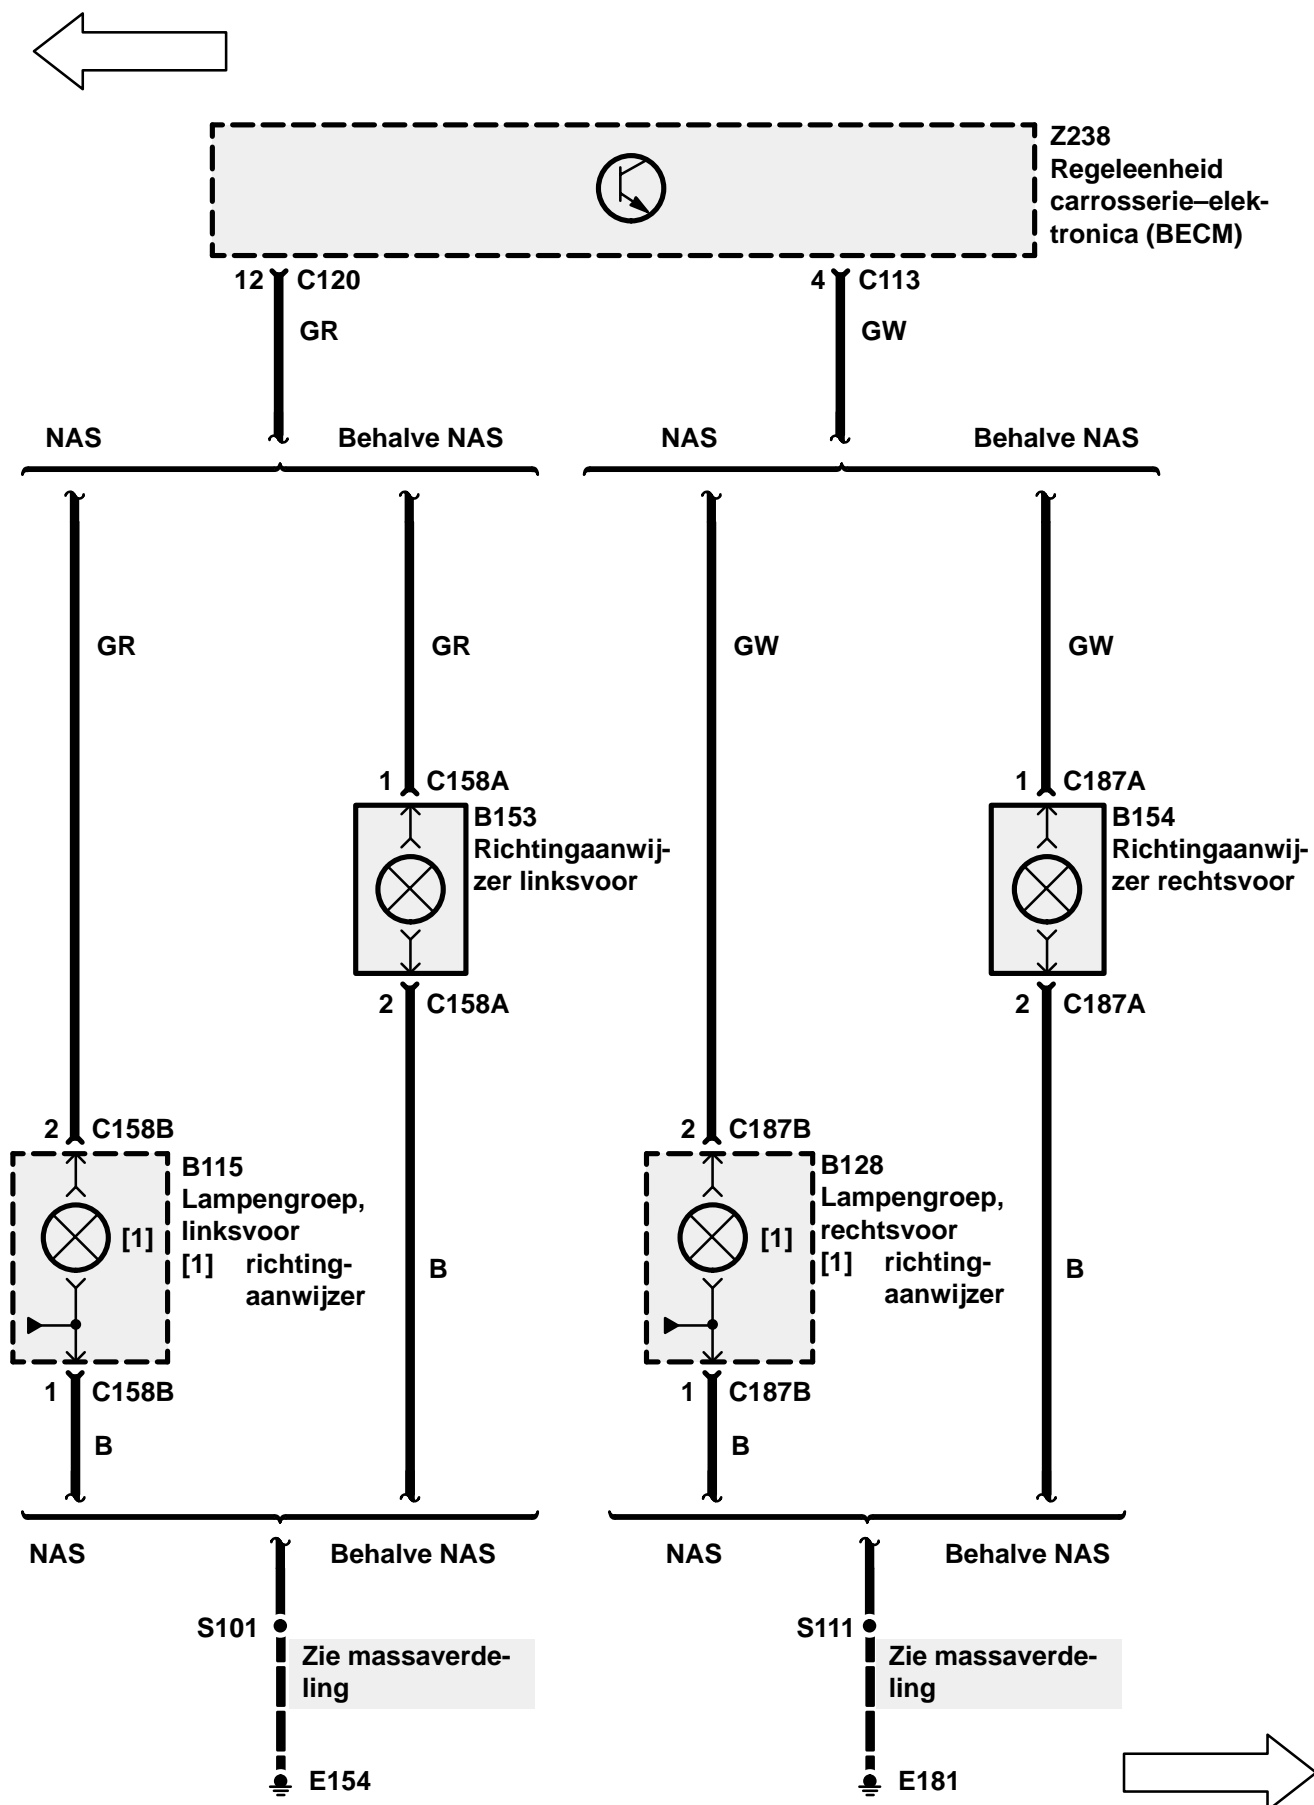 Z238
Regeleenheid
carrosserie–elek-
tronica (BECM)
12 C120
4 C113
GR
GW
NAS
Behalve NAS
NAS
Behalve NAS
GR
GR
GW
GW
1 C158A
1 C187A
B153
Richtingaanwij-
zer linksvoor
B154
Richtingaanwij-
zer rechtsvoor
2 C158A
2 C187A
2 C158B
2 C187B
B115
Lampengroep,
linksvoor
[1] richting-
aanwijzer
[1]
B
B128
Lampengroep,
rechtsvoor
[1] richting-
aanwijzer
[1]
B
1 C158B
1 C187B
B
B
NAS
Behalve NAS
NAS
Behalve NAS
S101
S111
Zie massaverde-
ling
Zie massaverde-
ling
E154
E181